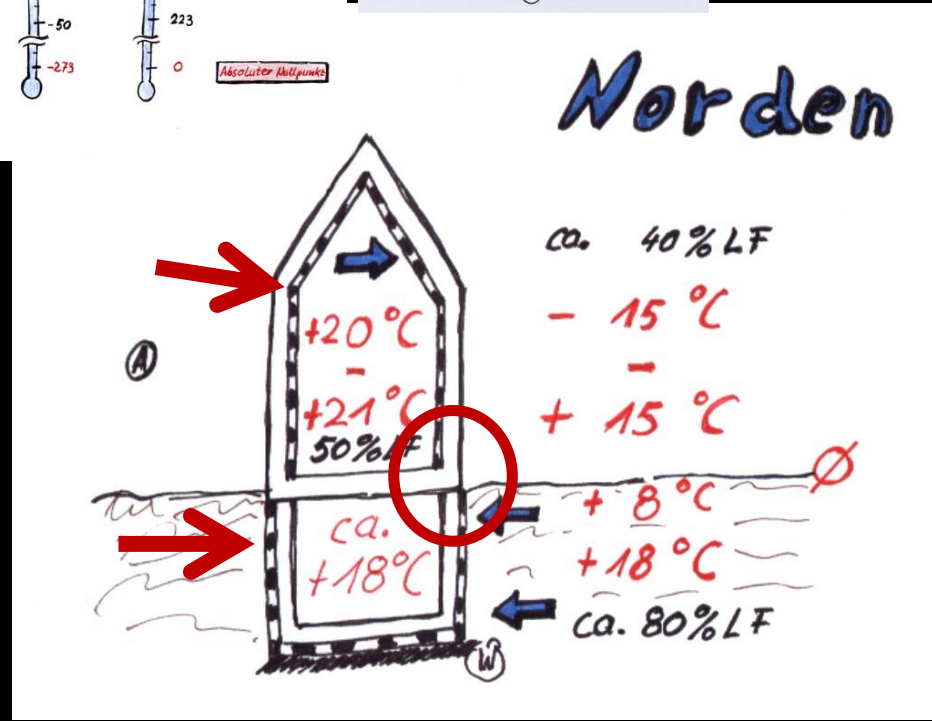 -50
223
-273
0
Absoluter Nullpunkt
Norden
ca. 40% LF
- 15 °C
-
+ 15 °C
+20 °C
-
+21 °C
50% LF
A
Ø
+ 8 °C
+18 °C
ca. 80% LF
ca.
+18 °C
W